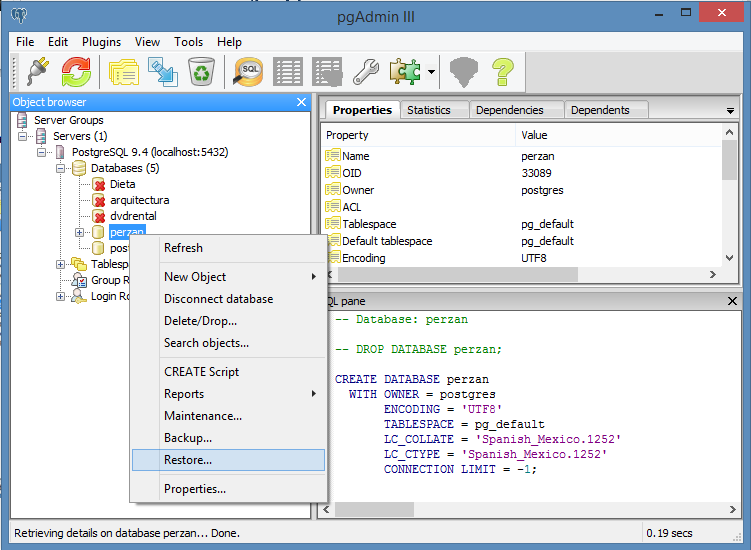 pgAdmin III
File Edit Plugins View Tools Help
SQL
Object browser
Server Groups
Servers (1)
PostgreSQL 9.4 (localhost:5432)
Databases (5)
Dieta
arquitectura
dvdrental
perzan
post
Tablesp
Group R
Login Ro
Refresh
New Object
Disconnect database
Delete/Drop...
Search objects...
CREATE Script
Reports
Maintenance...
Backup...
Restore...
Properties...
Properties Statistics Dependencies Dependents
Property Value
Name perzan
OID 33089
Owner postgres
ACL
Tablespace pg_default
Default tablespace pg_default
Encoding UTF8
QL pane
-- Database: perzan
-- DROP DATABASE perzan;
CREATE DATABASE perzan
WITH OWNER = postgres
ENCODING = 'UTF8'
TABLESPACE = pg_default
LC_COLLATE = 'Spanish_Mexico.1252'
LC_CTYPE = 'Spanish_Mexico.1252'
CONNECTION LIMIT = -1;
Retrieving details on database perzan... Done. 0.19 secs